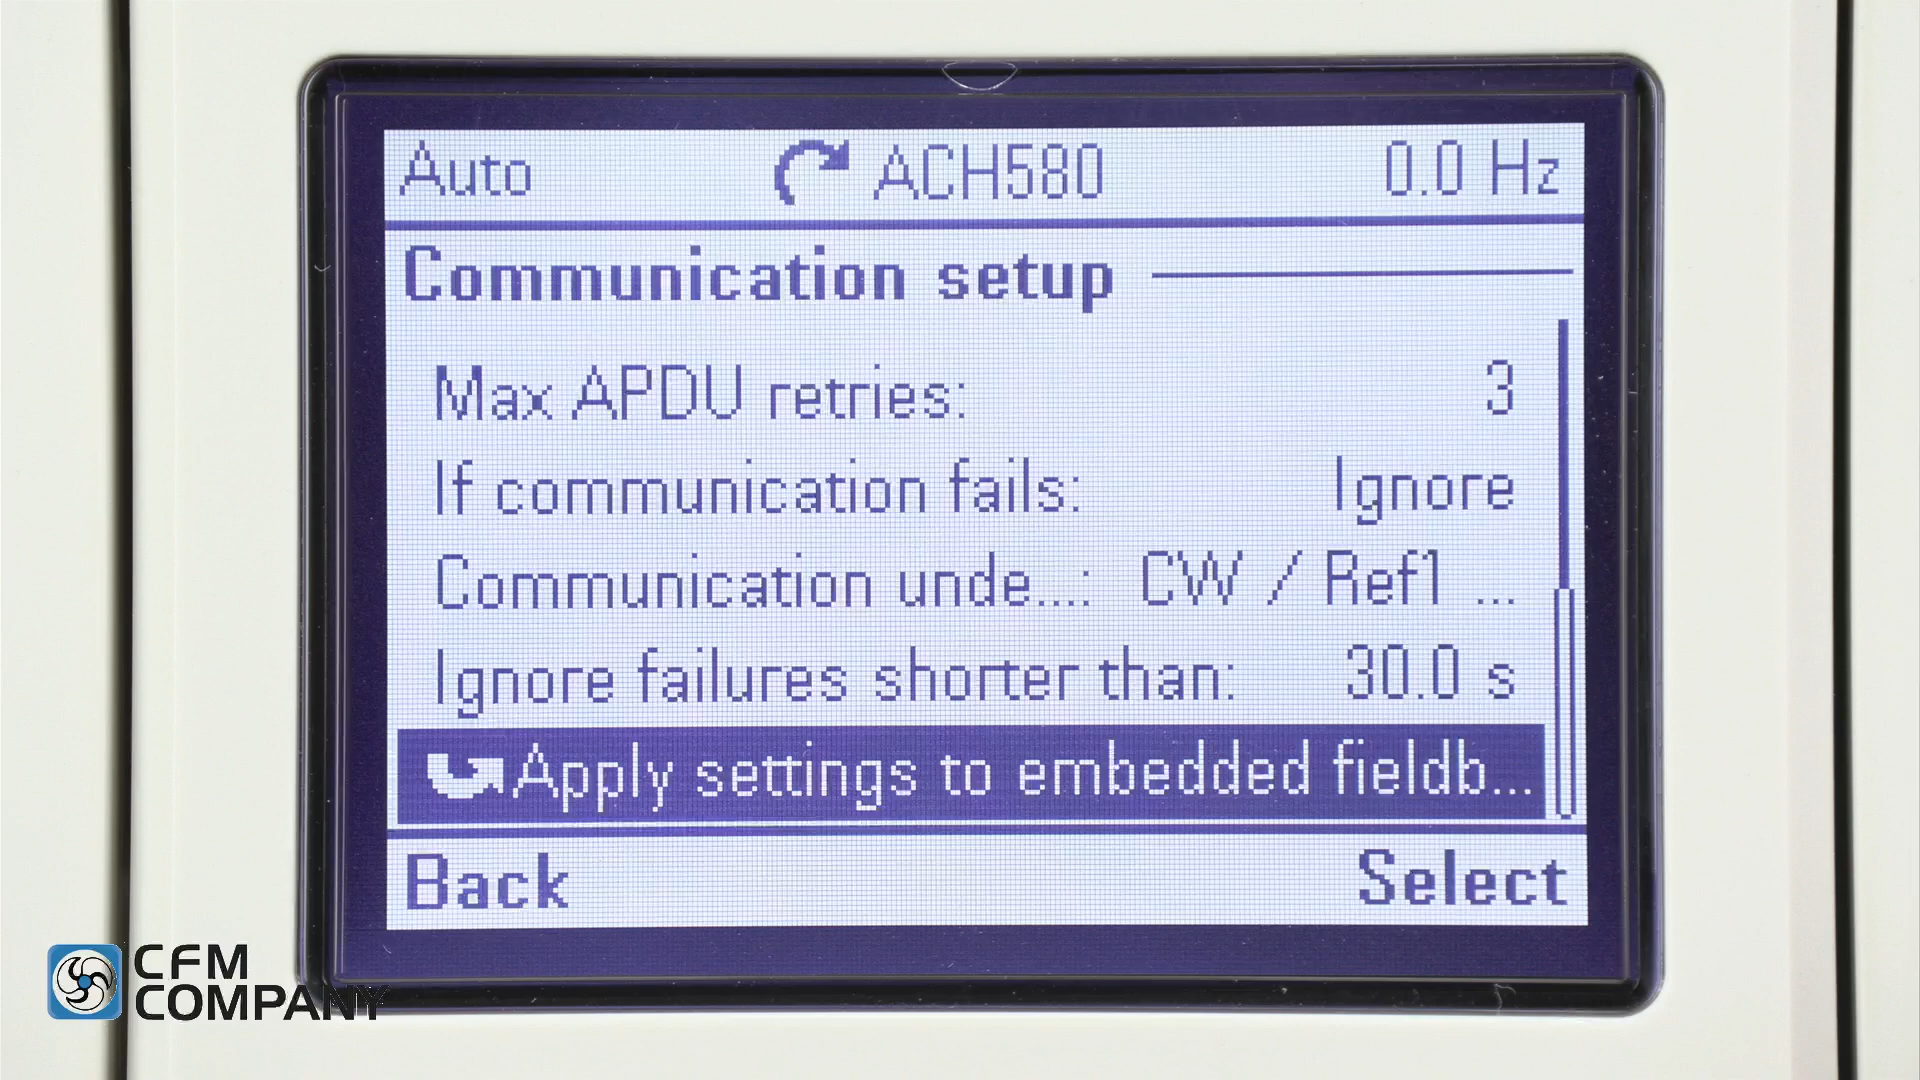 Auto ACH580 0.0 Hz
Communication setup
Max APDU retries: 3
If communication fails: Ignore
Communication unde...: CW / Ref1 ...
Ignore failures shorter than: 30.0 s
Apply settings to embedded fieldb...
Back Select
CFM
COMPANY